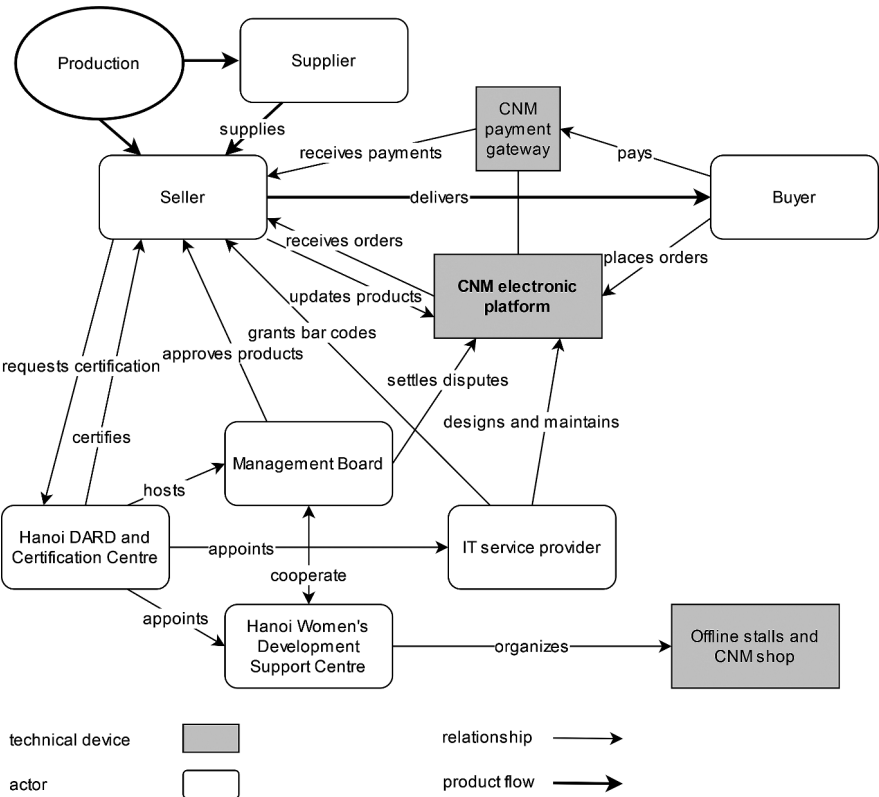 Production
Supplier
supplies
CNM
payment
gateway
receives payments
pays
Seller
delivers
Buyer
receives orders
places orders
CNM electronic
platform
updates products
grants bar codes
approves products
requests certification
settles disputes
designs and maintains
certifies
Management Board
hosts
Hanoi DARD and
Certification Centre
appoints
IT service provider
cooperate
appoints
Hanoi Women's
Development
Support Centre
organizes
Offline stalls and
CNM shop
technical device
relationship
actor
product flow